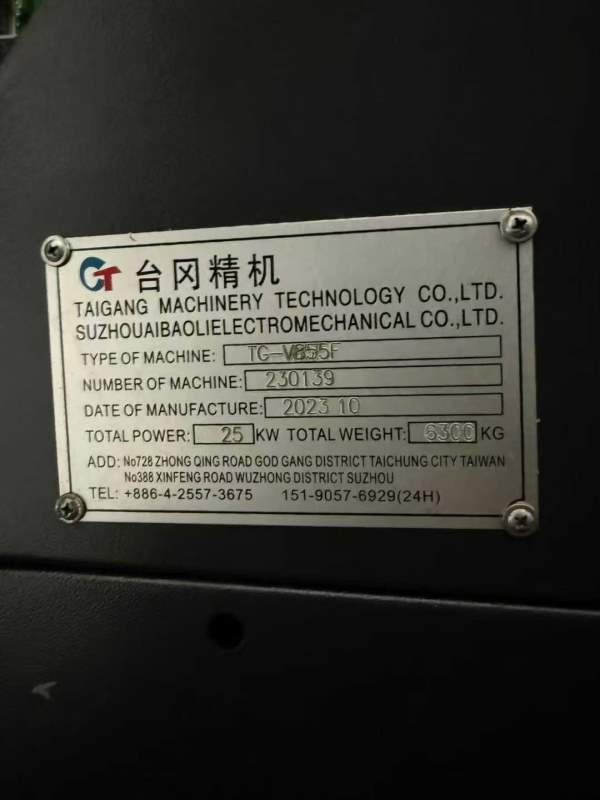 GT 台冈精机
TAIGANG MACHINERY TECHNOLOGY CO.,LTD.
SUZHOUAIBAOLIELECTROMECHANICAL CO.,LTD.
TYPE OF MACHINE: TG-V855F
NUMBER OF MACHINE: 230139
DATE OF MANUFACTURE: 2023 10
TOTAL POWER: 25 KW TOTAL WEIGHT: 6300 KG
ADD: No728 ZHONG QING ROAD GOD GANG DISTRICT TAICHUNG CITY TAIWAN
No388 XINFENG ROAD WUZHONG DISTRICT SUZHOU
TEL: +886-4-2557-3675 151-9057-6929(24H)